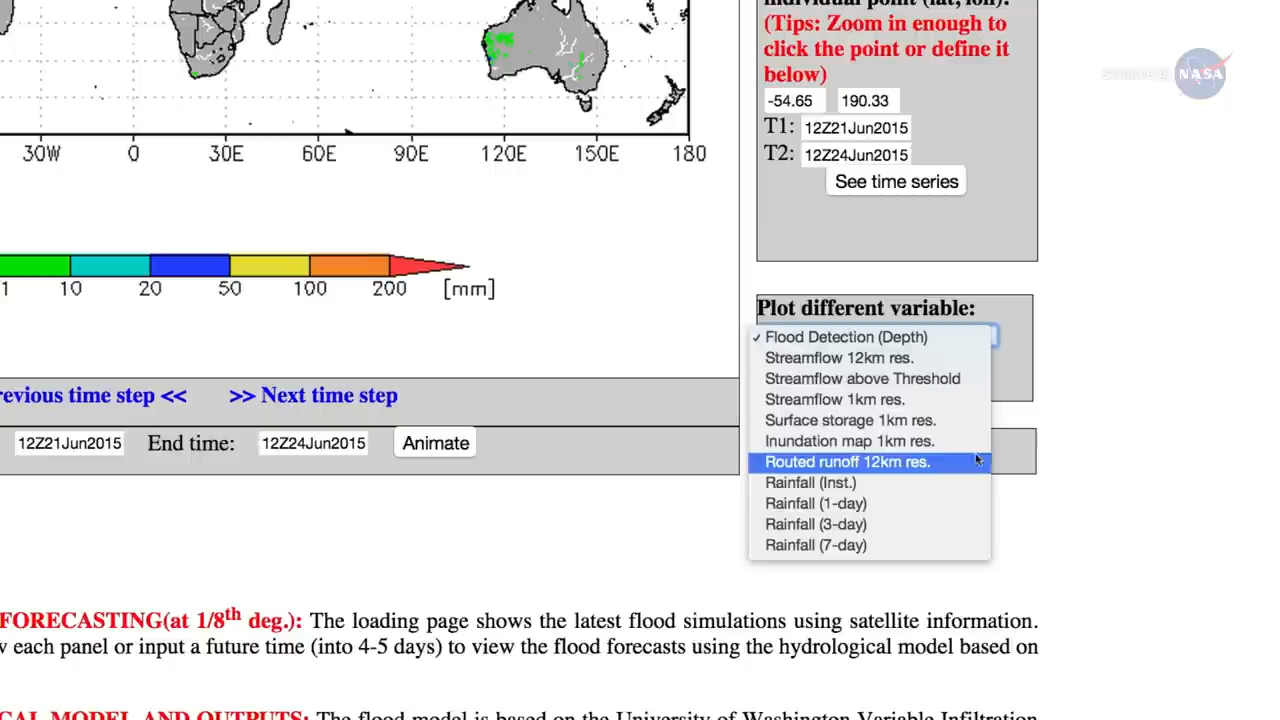 individual point (lat, lon):
(Tips: Zoom in enough to
click the point or define it
below)
-54.65 190.33
T1: 12Z21Jun2015
T2: 12Z24Jun2015
See time series
NASA
30W 0 30E 60E 90E 120E 150E 180
1 10 20 50 100 200 [mm]
Plot different variable:
✓ Flood Detection (Depth)
Streamflow 12km res.
Streamflow above Threshold
Streamflow 1km res.
Surface storage 1km res.
Inundation map 1km res.
Routed runoff 12km res.
Rainfall (Inst.)
Rainfall (1-day)
Rainfall (3-day)
Rainfall (7-day)
revious time step << >> Next time step
12Z21Jun2015 End time: 12Z24Jun2015 Animate
FORECASTING(at 1/8th deg.): The loading page shows the latest flood simulations using satellite information.
w each panel or input a future time (into 4-5 days) to view the flood forecasts using the hydrological model based on
CAL MODEL AND OUTPUTS: The flood model is based on the University of Washington Variable Infiltration